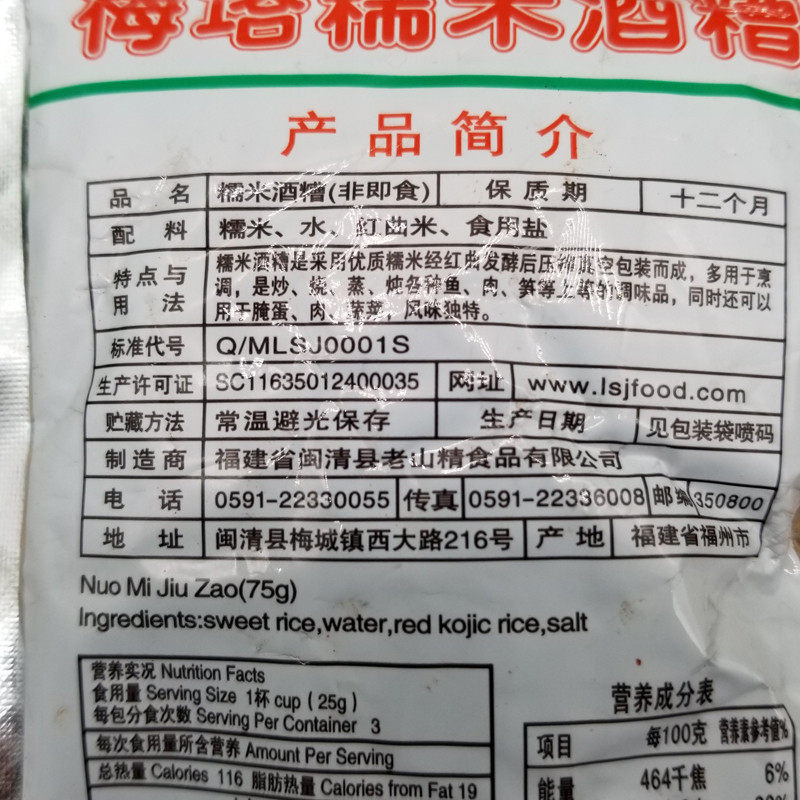 梅塔糯米酒糟
产品简介
品 名 糯米酒糟(非即食) 保质期 十二个月
配 料 糯米、水、红曲米、食用盐
特点与用法 糯米酒糟是采用优质糯米经红曲发酵后压榨真空包装而成，多用于烹
调，是炒、烧、蒸、炖各种鱼、肉、笋等上等的调味品，同时还可以
用于腌蛋、肉、蔬菜，风味独特。
标准代号 Q/MLSJ0001S
生产许可证 SC11635012400035 网址 www.lsjfood.com
贮藏方法 常温避光保存 生产日期 见包装袋喷码
制造商 福建省闽清县老山精食品有限公司
电 话 0591-22330055 传真 0591-22336008 邮编 350800
地 址 闽清县梅城镇西大路216号 产地 福建省福州市
Nuo Mi Jiu Zao(75g)
Ingredients:sweet rice,water,red kojic rice,salt
营养实况 Nutrition Facts
食用量 Serving Size 1杯 cup (25g)
每包分食次数 Serving Per Container 3
每次食用量所含营养 Amount Per Serving
总热量 Calories 116 脂肪热量 Calories from Fat 19
营养成分表
项目 每100克 营养素参考值%
能量 464千焦 6%